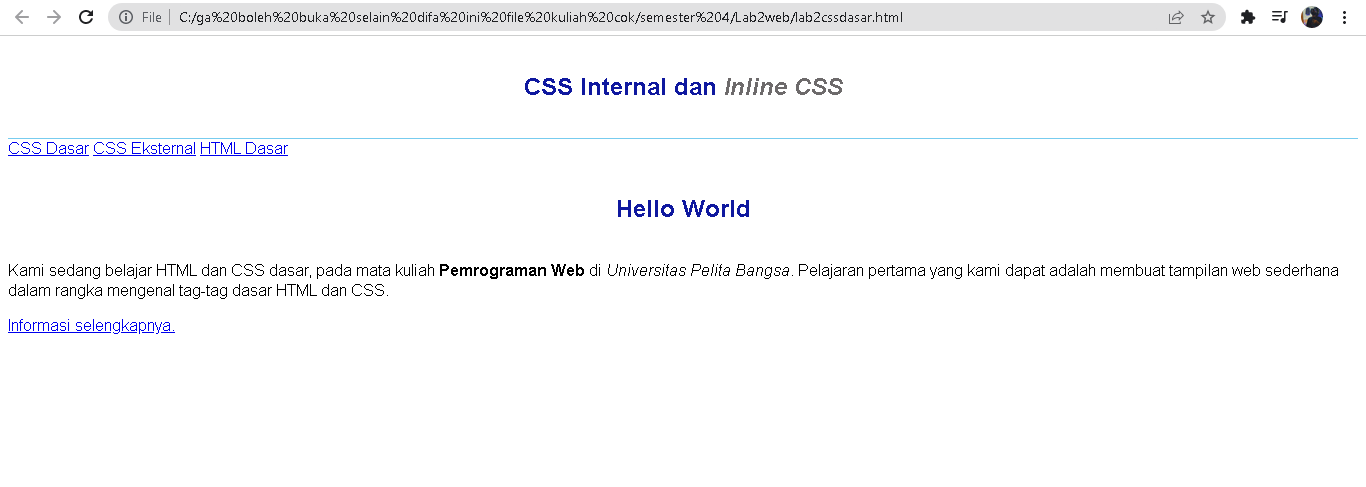 File | C:/ga%20boleh%20buka%20selain%20difa%20ini%20file%20kuliah%20cok/semester%204/Lab2web/lab2cssdasar.html
CSS Internal dan Inline CSS
CSS Dasar CSS Eksternal HTML Dasar
Hello World
Kami sedang belajar HTML dan CSS dasar, pada mata kuliah Pemrograman Web di Universitas Pelita Bangsa. Pelajaran pertama yang kami dapat adalah membuat tampilan web sederhana
dalam rangka mengenal tag-tag dasar HTML dan CSS.
Informasi selengkapnya.